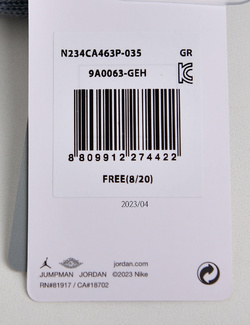 N234CA463P-035 GR
9A0063-GEH
8 809912 274422
FREE(8/20)
2023/04
jordan.com
JUMPMAN JORDAN ©2023 Nike
RN#81917 / CA#18702